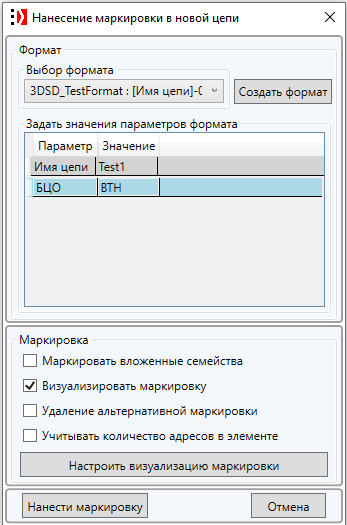 Нанесение маркировки в новой цепи
Формат
Выбор формата
3DSD_TestFormat : [Имя цепи]-0
Создать формат
Задать значения параметров формата
Параметр Значение
Имя цепи Test1
БЦО ВТН
Маркировка
Маркировать вложенные семейства
Визуализировать маркировку
Удаление альтернативной маркировки
Учитывать количество адресов в элементе
Настроить визуализацию маркировки
Нанести маркировку
Отмена